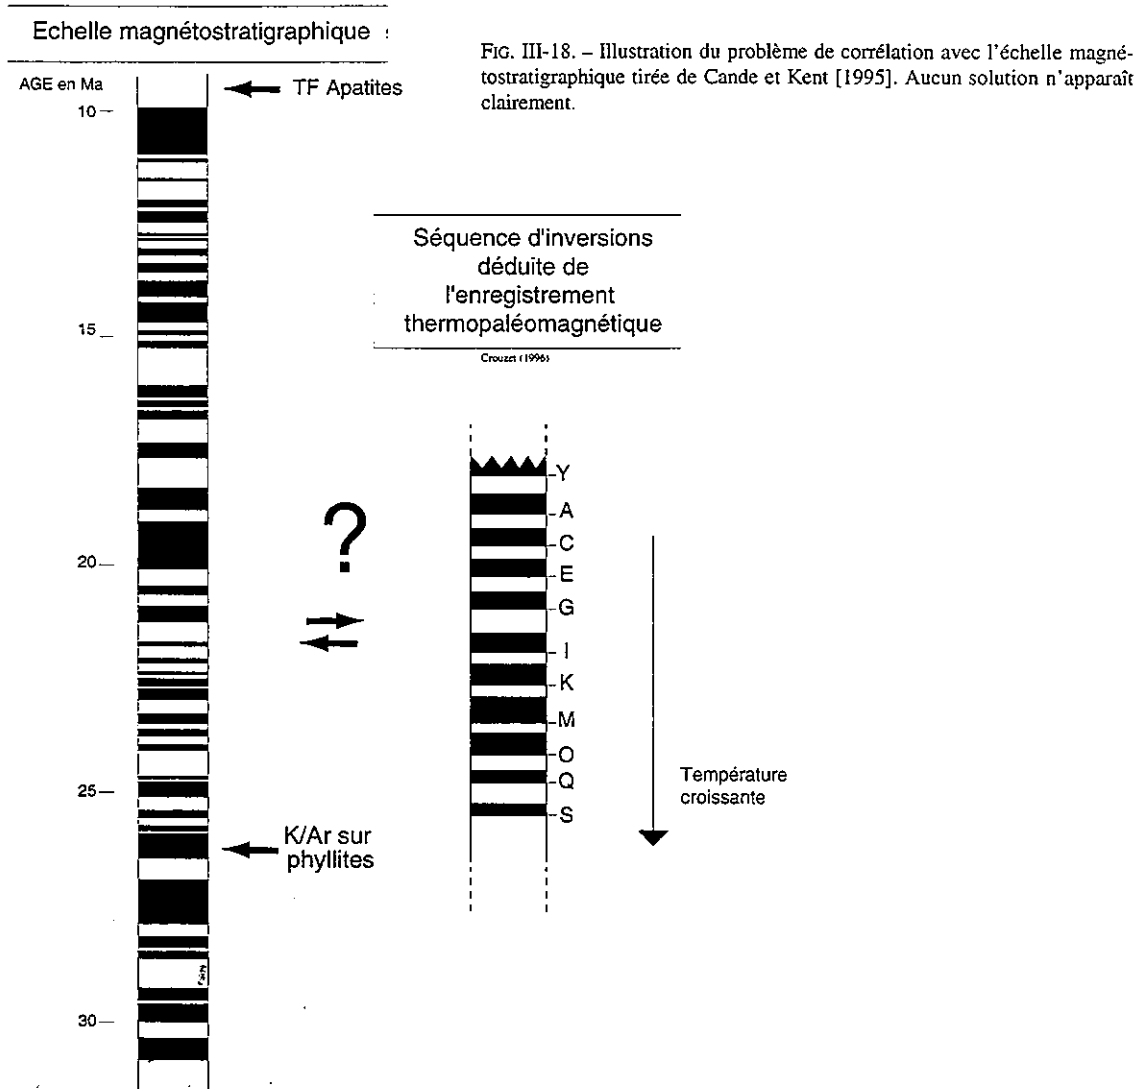 Echelle magnétostratigraphique
FIG. III-18. – Illustration du problème de corrélation avec l'échelle magné-
tostratigraphique tirée de Cande et Kent [1995]. Aucun solution n'apparaît
clairement.
AGE en Ma
TF Apatites
10
15
20
25
30
K/Ar sur
phyllites
?
Séquence d'inversions
déduite de
l'enregistrement
thermopaléomagnétique
Crouzet (1996)
Y
A
C
E
G
I
K
M
O
Q
S
Température
croissante